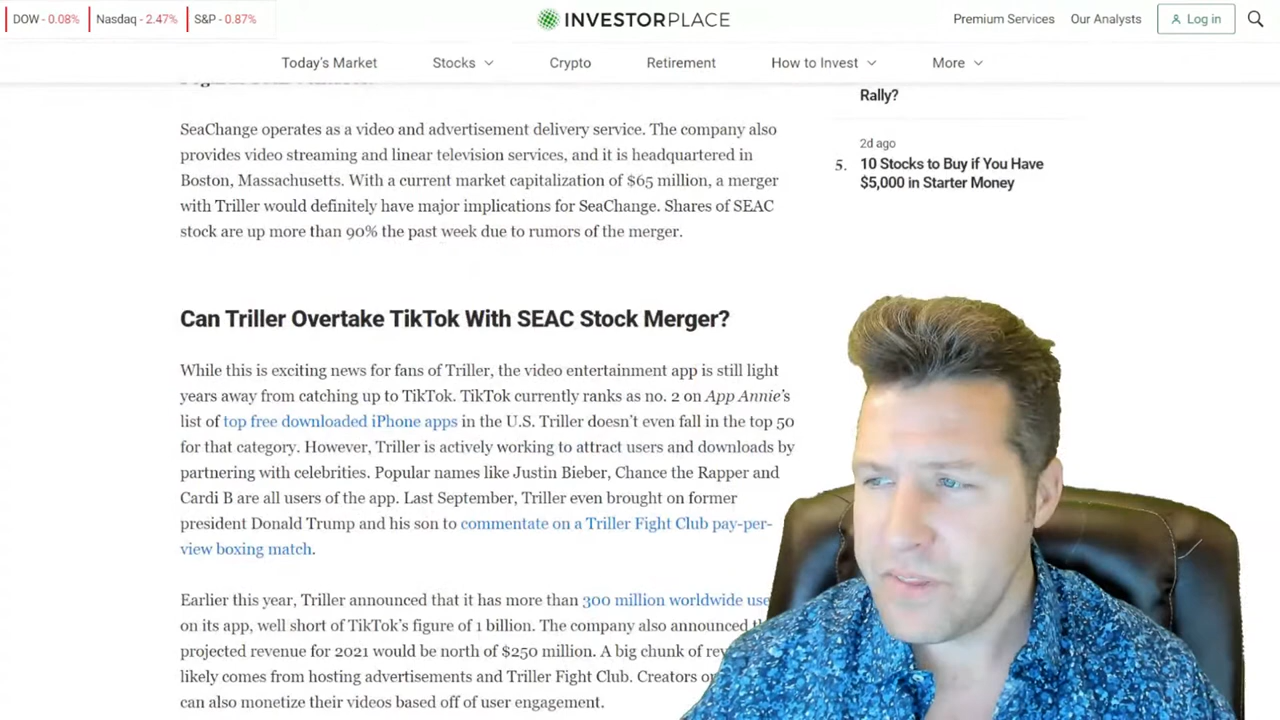 DOW - 0.08% Nasdaq - 2.47% S&P - 0.87%
INVESTORPLACE
Premium Services Our Analysts Log in
Today's Market Stocks Crypto Retirement How to Invest More
SeaChange operates as a video and advertisement delivery service. The company also
provides video streaming and linear television services, and it is headquartered in
Boston, Massachusetts. With a current market capitalization of $65 million, a merger
with Triller would definitely have major implications for SeaChange. Shares of SEAC
stock are up more than 90% the past week due to rumors of the merger.
Can Triller Overtake TikTok With SEAC Stock Merger?
While this is exciting news for fans of Triller, the video entertainment app is still light
years away from catching up to TikTok. TikTok currently ranks as no. 2 on App Annie's
list of top free downloaded iPhone apps in the U.S. Triller doesn't even fall in the top 50
for that category. However, Triller is actively working to attract users and downloads by
partnering with celebrities. Popular names like Justin Bieber, Chance the Rapper and
Cardi B are all users of the app. Last September, Triller even brought on former
president Donald Trump and his son to commentate on a Triller Fight Club pay-per-
view boxing match.
Earlier this year, Triller announced that it has more than 300 million worldwide use
on its app, well short of TikTok's figure of 1 billion. The company also announced
projected revenue for 2021 would be north of $250 million. A big chunk of rev
likely comes from hosting advertisements and Triller Fight Club. Creators
can also monetize their videos based off of user engagement.
Rally?
2d ago
5. 10 Stocks to Buy if You Have
$5,000 in Starter Money